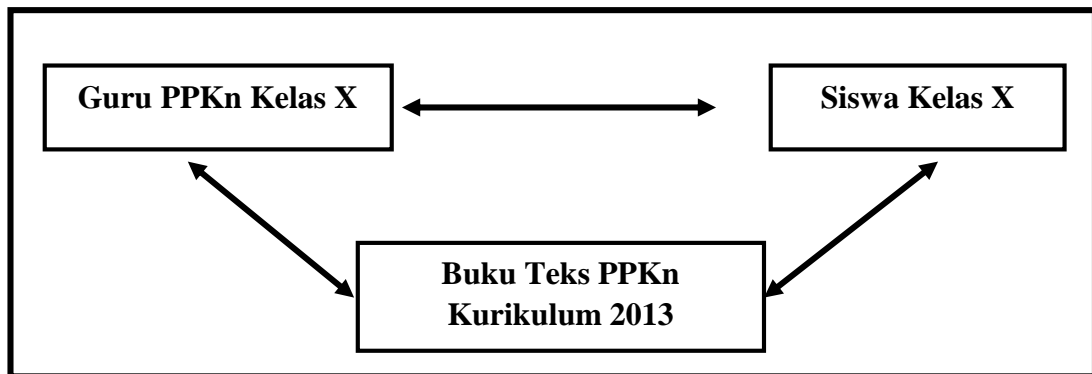 Guru PPKn Kelas X
Siswa Kelas X
Buku Teks PPKn
Kurikulum 2013